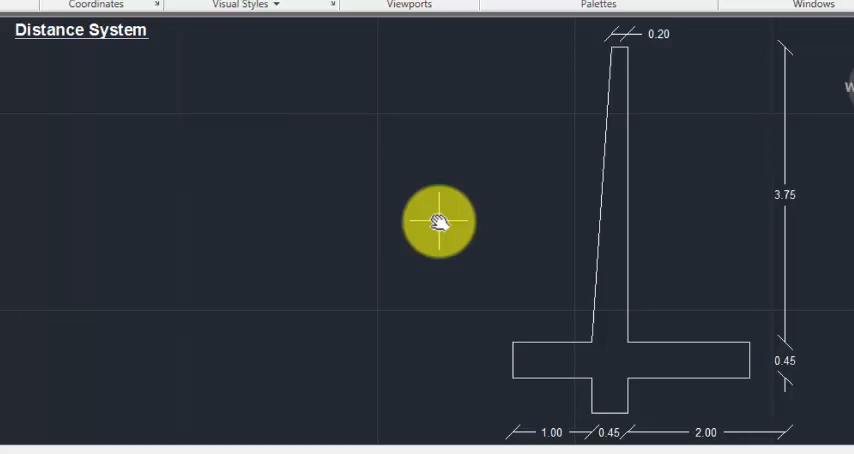 Coordinates Visual Styles Viewports Palettes Windows
Distance System
0.20
W
3.75
0.45
1.00 0.45 2.00